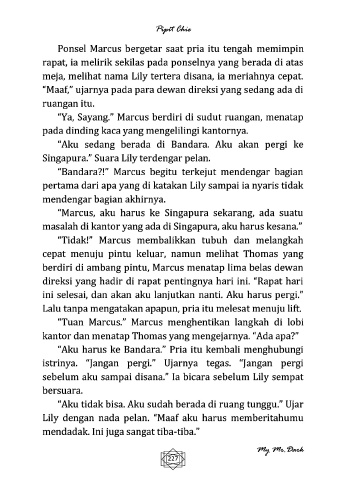 Pipit Chie
Ponsel Marcus bergetar saat pria itu tengah memimpin
rapat, ia melirik sekilas pada ponselnya yang berada di atas
meja, melihat nama Lily tertera disana, ia meriahnya cepat.
"Maaf," ujarnya pada para dewan direksi yang sedang ada di
ruangan itu.
"Ya, Sayang." Marcus berdiri di sudut ruangan, menatap
pada dinding kaca yang mengelilingi kantornya.
"Aku sedang berada di Bandara. Aku akan pergi ke
Singapura." Suara Lily terdengar pelan.
"Bandara?!" Marcus begitu terkejut mendengar bagian
pertama dari apa yang di katakan Lily sampai ia nyaris tidak
mendengar bagian akhirnya.
"Marcus, aku harus ke Singapura sekarang, ada suatu
masalah di kantor yang ada di Singapura, aku harus kesana."
"Tidak!" Marcus membalikkan tubuh dan melangkah
cepat menuju pintu keluar, namun melihat Thomas yang
berdiri di ambang pintu, Marcus menatap lima belas dewan
direksi yang hadir di rapat pentingnya hari ini. "Rapat hari
ini selesai, dan akan aku lanjutkan nanti. Aku harus pergi."
Lalu tanpa mengatakan apapun, pria itu melesat menuju lift.
"Tuan Marcus." Marcus menghentikan langkah di lobi
kantor dan menatap Thomas yang mengejarnya. "Ada apa?"
"Aku harus ke Bandara." Pria itu kembali menghubungi
istrinya. "Jangan pergi." Ujarnya tegas. "Jangan pergi
sebelum aku sampai disana." Ia bicara sebelum Lily sempat
bersuara.
"Aku tidak bisa. Aku sudah berada di ruang tunggu." Ujar
Lily dengan nada pelan. "Maaf aku harus memberitahumu
mendadak. Ini juga sangat tiba-tiba."
My Mr. Dark
227